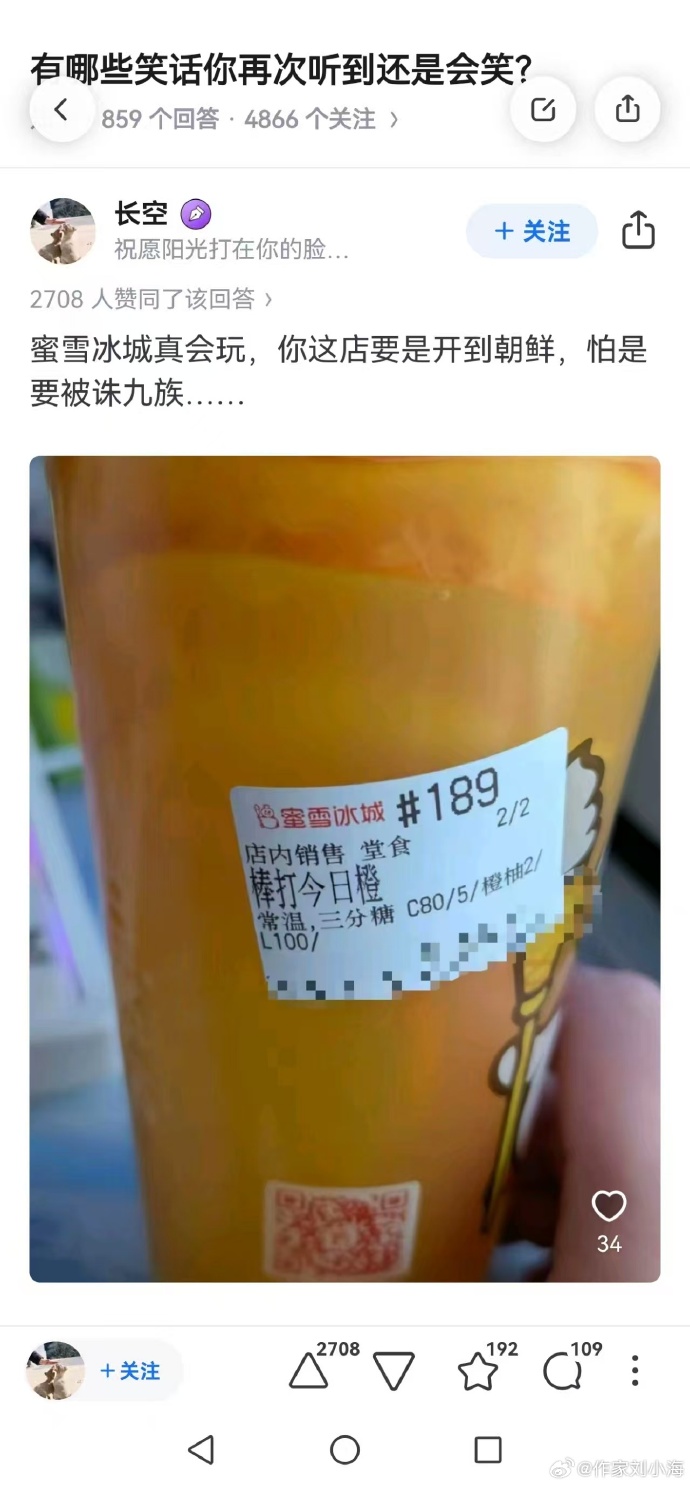 有哪些笑话你再次听到还是会笑?
859 个回答 · 4866 个关注 >
长空
+ 关注
祝愿阳光打在你的脸...
2708 人赞同了该回答 >
蜜雪冰城真会玩，你这店要是开到朝鲜，怕是
要被诛九族......
蜜雪冰城 #189
2/2
店内销售 堂食
棒打今日橙
常温,三分糖 C80/5/橙柚2/
L100/
34
+ 关注
2708
192
109
@作家刘小海